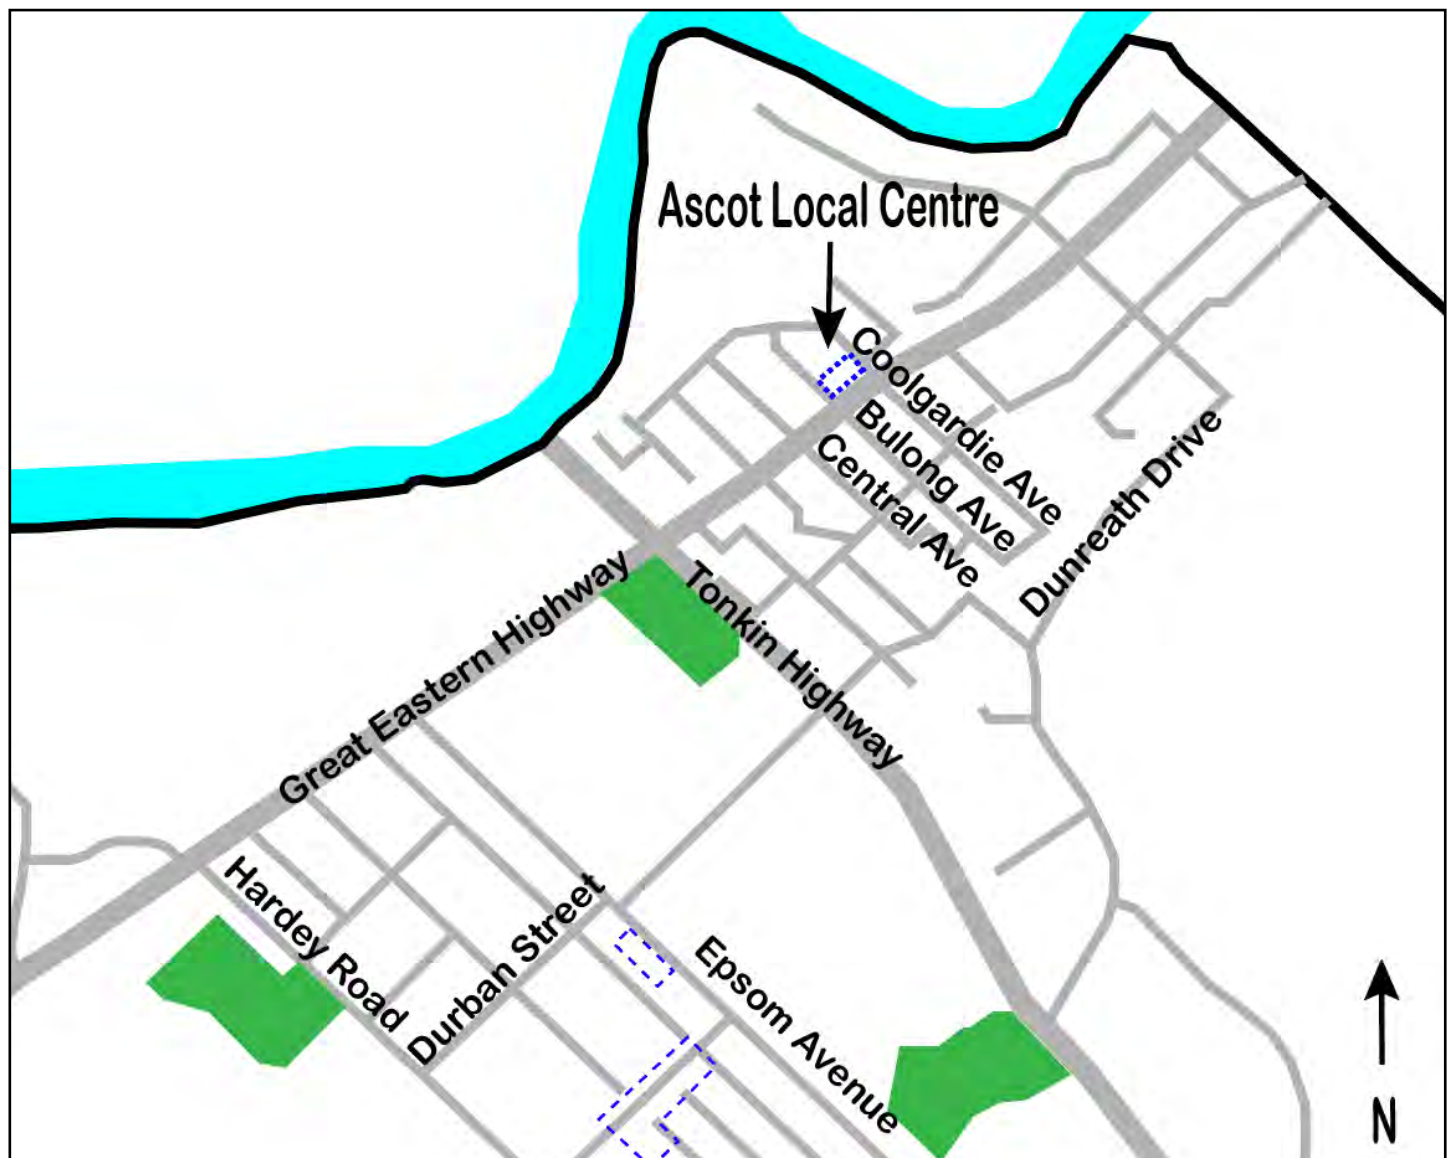 Ascot Local Centre
Coolgardie Ave
Bulong Ave
Central Ave
Dunreath Drive
Tonkin Highway
Great Eastern Highway
Hardey Road
Durban Street
Epsom Avenue
N